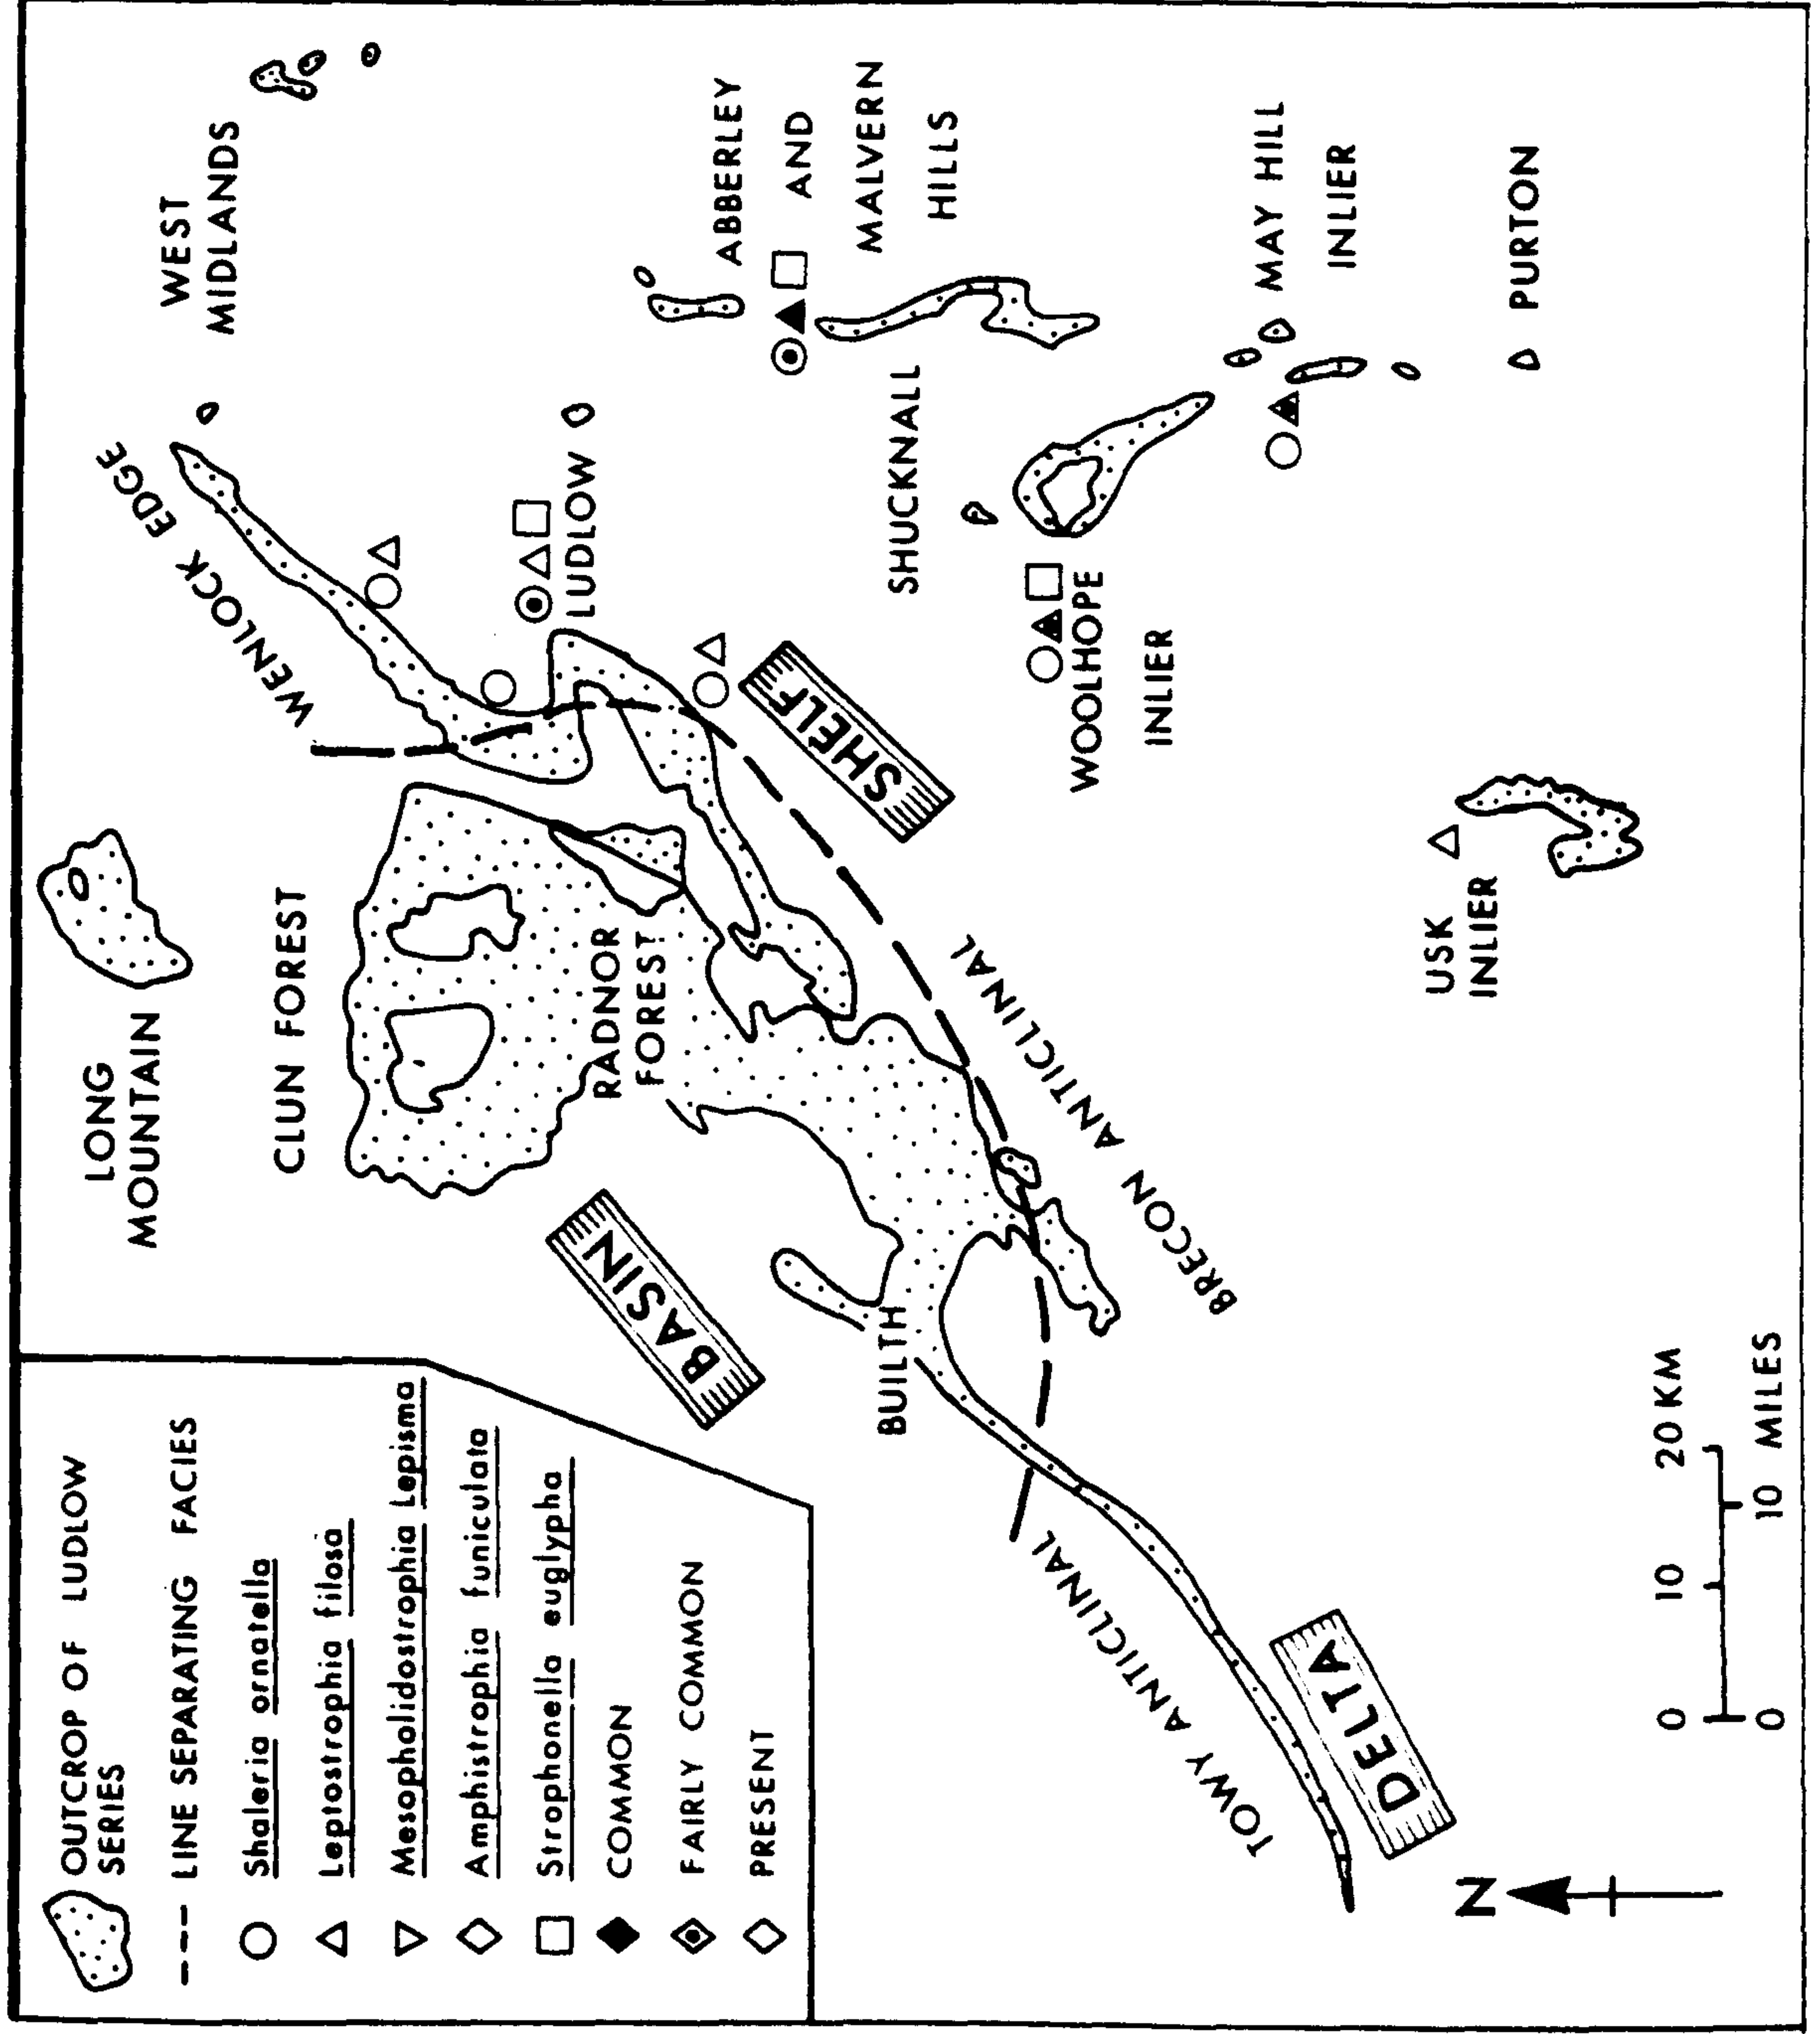 OUTCROP OF LUDLOW
SERIES
LINE SEPARATING FACIES
Shaleria ornatella
Leptostrophia filosa
Mesopholidostrophia Lepisma
Amphistrophia funiculata
Strophonella euglypha
COMMON
FAIRLY COMMON
PRESENT
LONG
MOUNTAIN
WEST
MIDLANDS
WENLOCK EDGE
CLUN FOREST
LUDLOW
RADNOR
FOREST
ABBERLEY
AND
MALVERN
HILLS
BASIN
SHELF
SHUCKNALL
BUILTH
WOOLHOPE
INLIER
BRECON ANTICLINAL
MAY HILL
INLIER
TOWY ANTICLINAL
DELTA
USK
INLIER
PURTON
N
0 10 20 KM
0 10 MILES